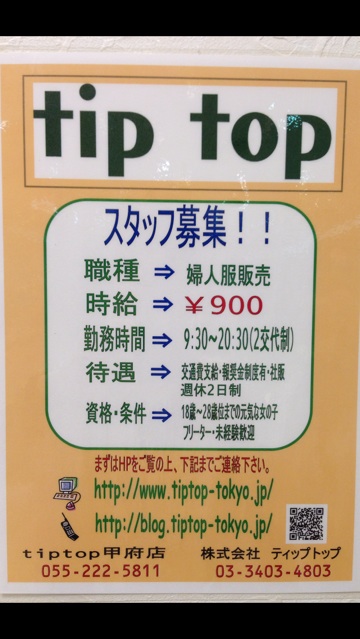 tip top
スタッフ募集！！
職種 ⇒ 婦人服販売
時給 ⇒ ￥900
勤務時間 ⇒ 9:30～20:30(2交代制)
待遇 ⇒ 交通費支給・報奨金制度有・社販
週休2日制
資格・条件 ⇒ 18歳～28歳位までの元気な女の子
フリーター・未経験歓迎
まずはHPをご覧の上、下記までご連絡下さい。
http://www.tiptop-tokyo.jp/
http://blog.tiptop-tokyo.jp/
tiptop甲府店 株式会社 ティップトップ
055-222-5811 03-3403-4803